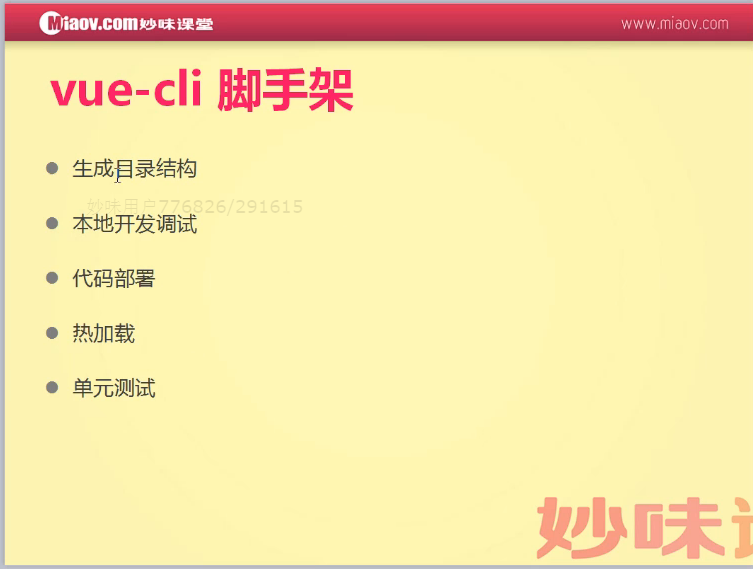 Miaov.com妙味课堂
www.miaov.com
vue-cli 脚手架
生成目录结构
妙味用户776826/291615
本地开发调试
代码部署
热加载
单元测试
妙味